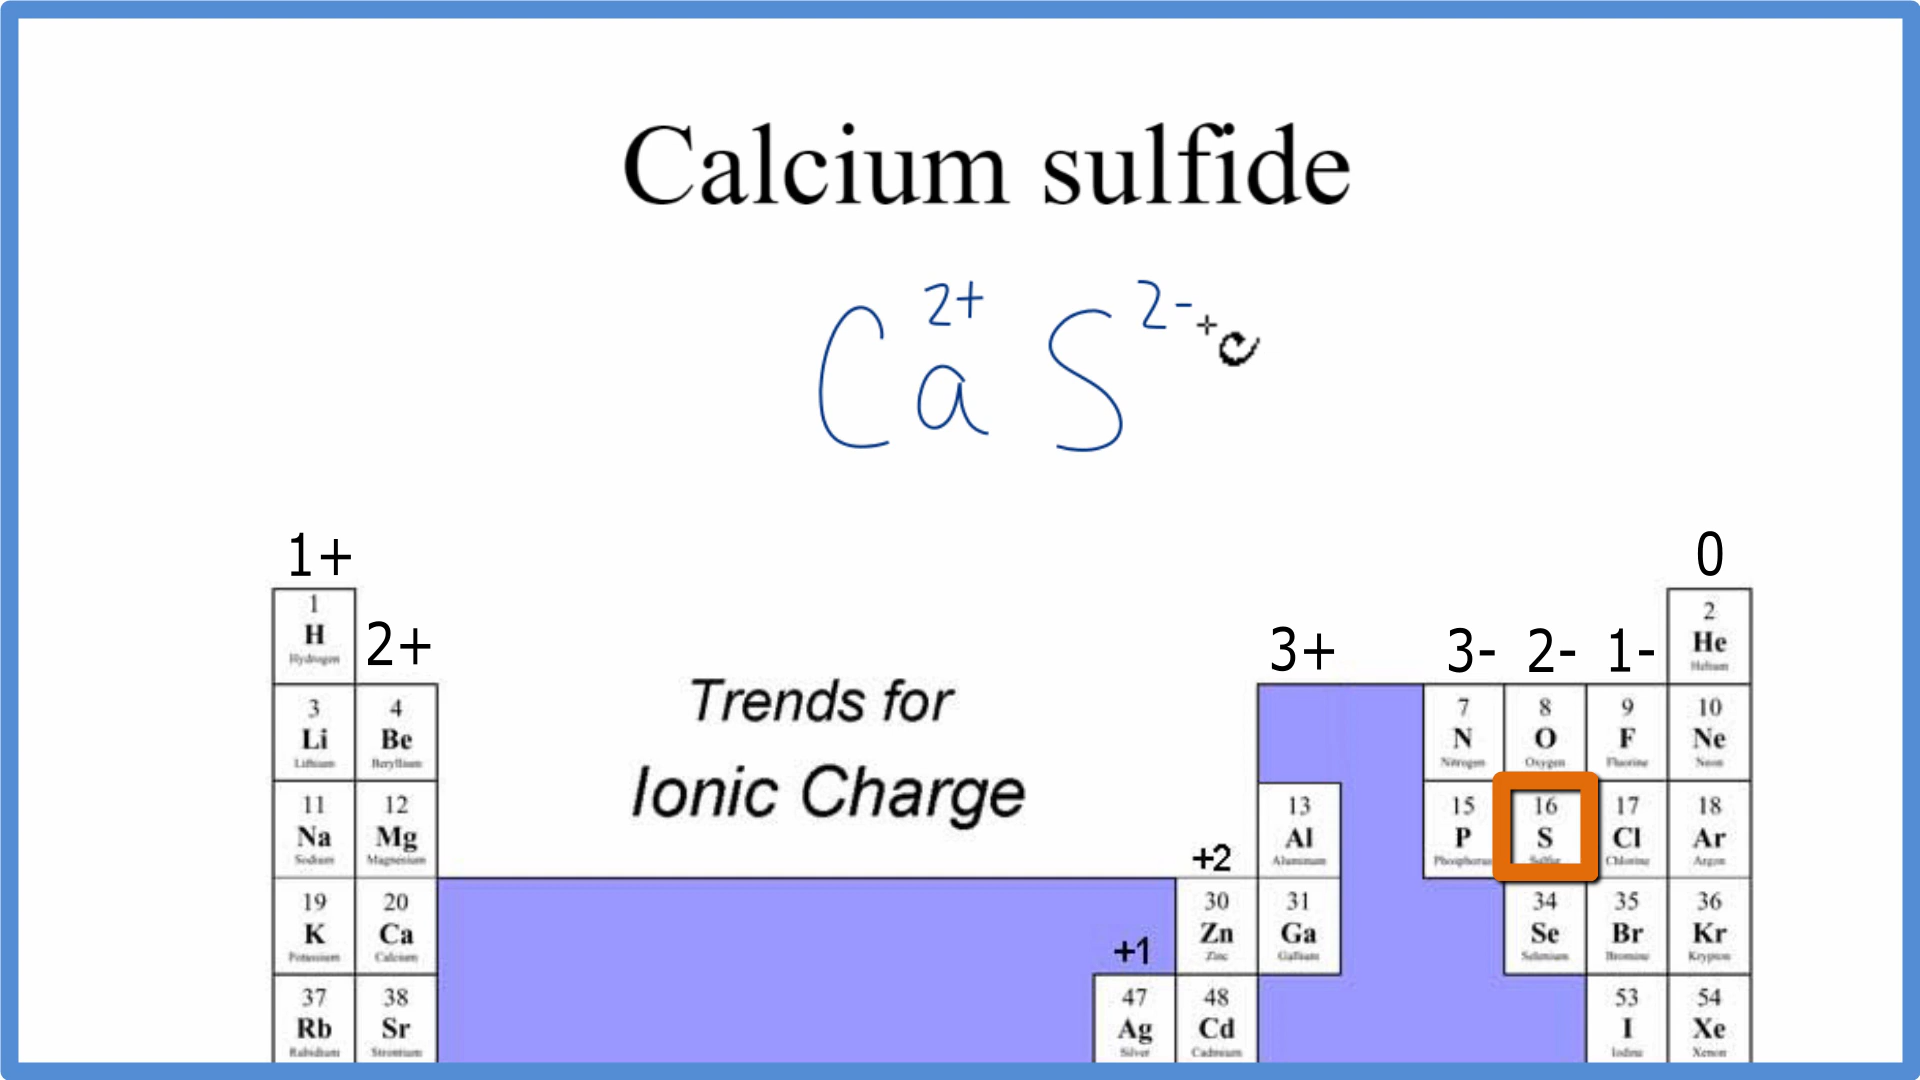 Calcium sulfide
Ca²⁺ S²⁻
1+ 0
2+ 3+ 3- 2- 1-
Trends for
Ionic Charge
+2
+1
1 H Hydrogen
2 He Helium
3 Li Lithium
4 Be Beryllium
7 N Nitrogen
8 O Oxygen
9 F Fluorine
10 Ne Neon
11 Na Sodium
12 Mg Magnesium
13 Al Aluminum
15 P Phosphorus
16 S Sulfur
17 Cl Chlorine
18 Ar Argon
19 K Potassium
20 Ca Calcium
30 Zn Zinc
31 Ga Gallium
34 Se Selenium
35 Br Bromine
36 Kr Krypton
37 Rb Rubidium
38 Sr Strontium
47 Ag Silver
48 Cd Cadmium
53 I Iodine
54 Xe Xenon